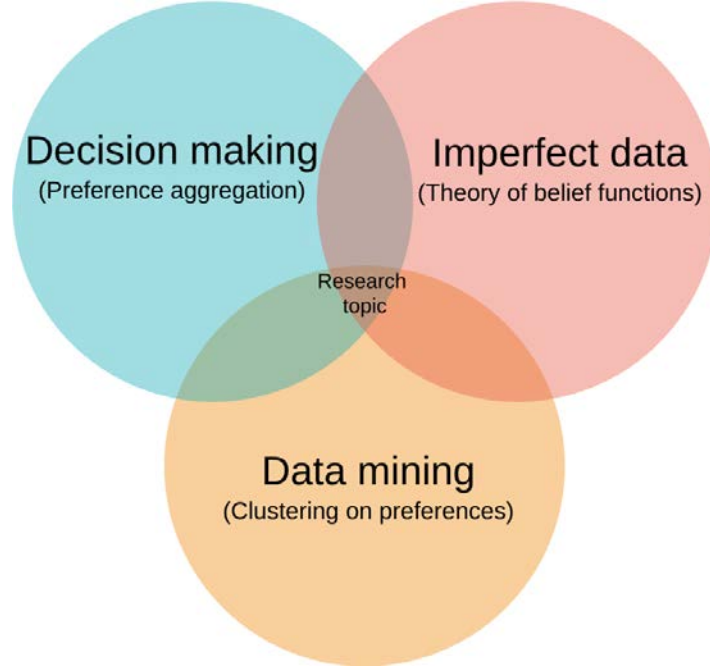 Decision making
(Preference aggregation)
Imperfect data
(Theory of belief functions)
Research
topic
Data mining
(Clustering on preferences)